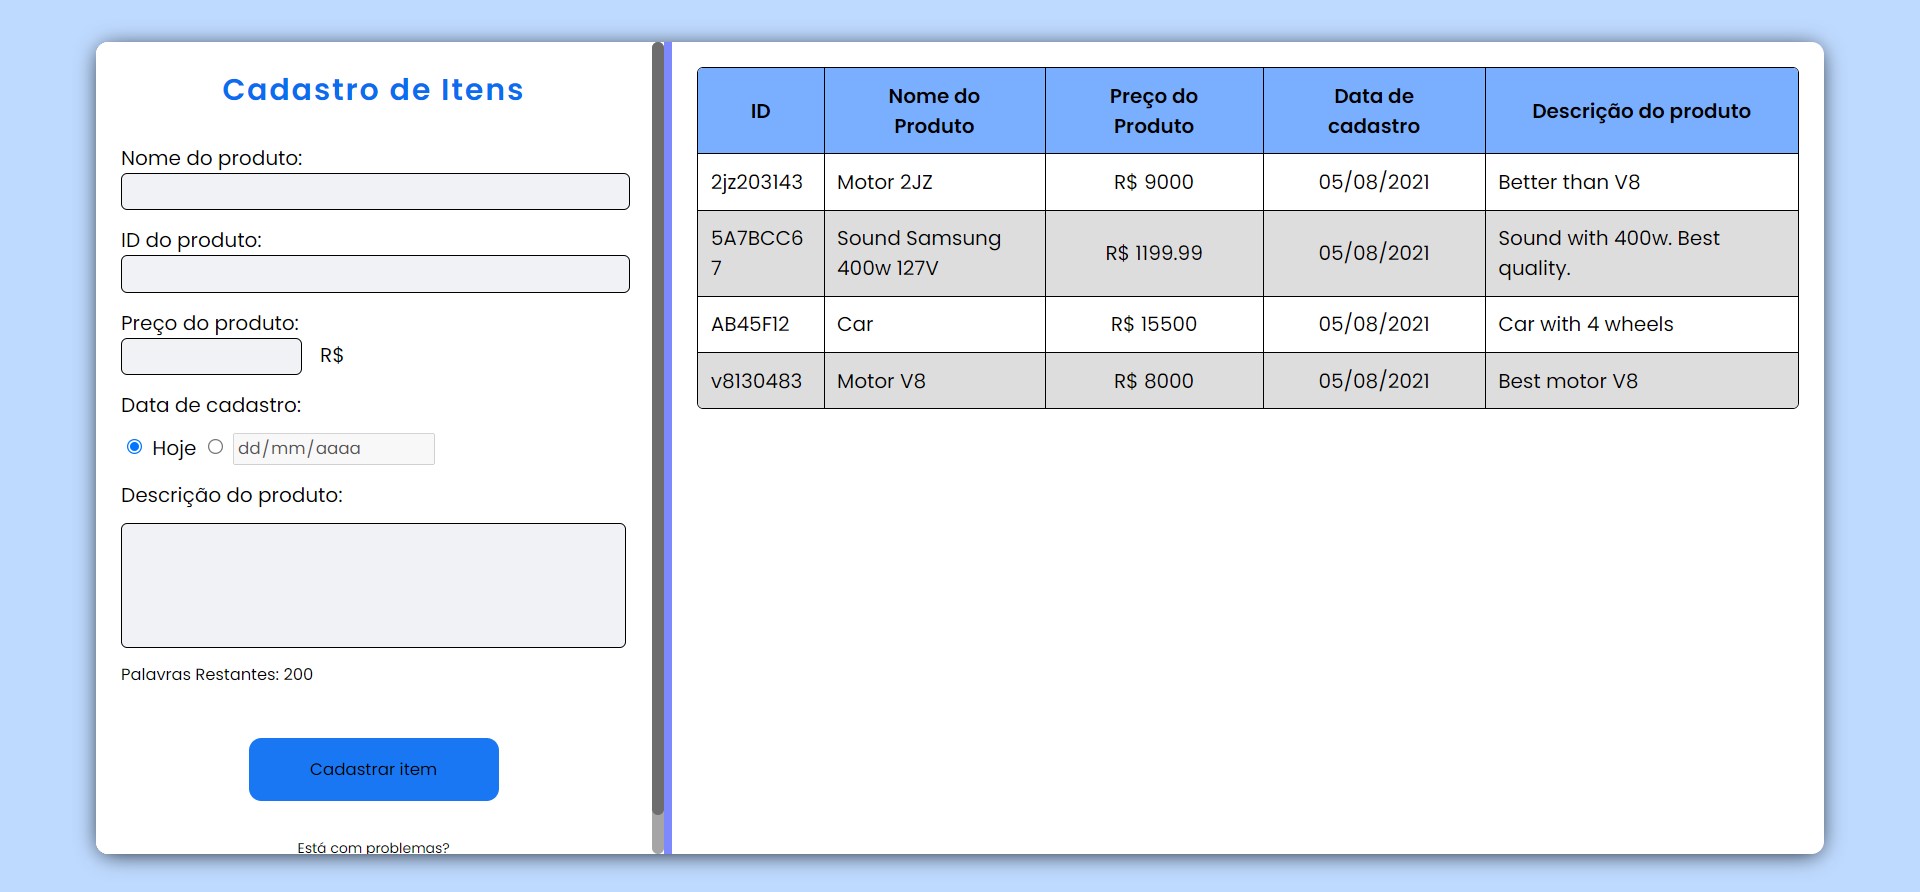 Cadastro de Itens
Nome do produto:
ID do produto:
Preço do produto:
R$
Data de cadastro:
Hoje dd/mm/aaaa
Descrição do produto:
Palavras Restantes: 200
Cadastrar item
Está com problemas?
ID
Nome do
Produto
Preço do
Produto
Data de
cadastro
Descrição do produto
2jz203143 Motor 2JZ R$ 9000 05/08/2021 Better than V8
5A7BCC6
7
Sound Samsung
400w 127V
R$ 1199.99
05/08/2021
Sound with 400w. Best
quality.
AB45F12 Car R$ 15500 05/08/2021 Car with 4 wheels
v8130483 Motor V8 R$ 8000 05/08/2021 Best motor V8